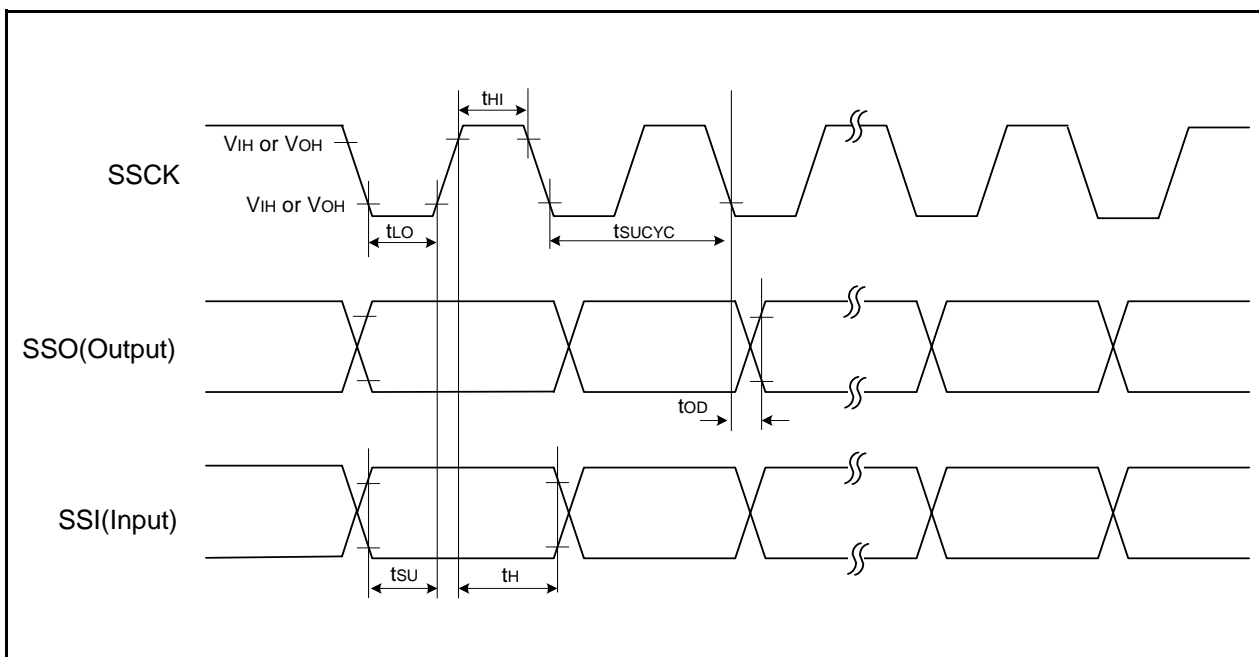 tHI
VIH or VOH
SSCK
VIH or VOH
tLO
tSUCYC
SSO(Output)
tOD
SSI(Input)
tSU
tH